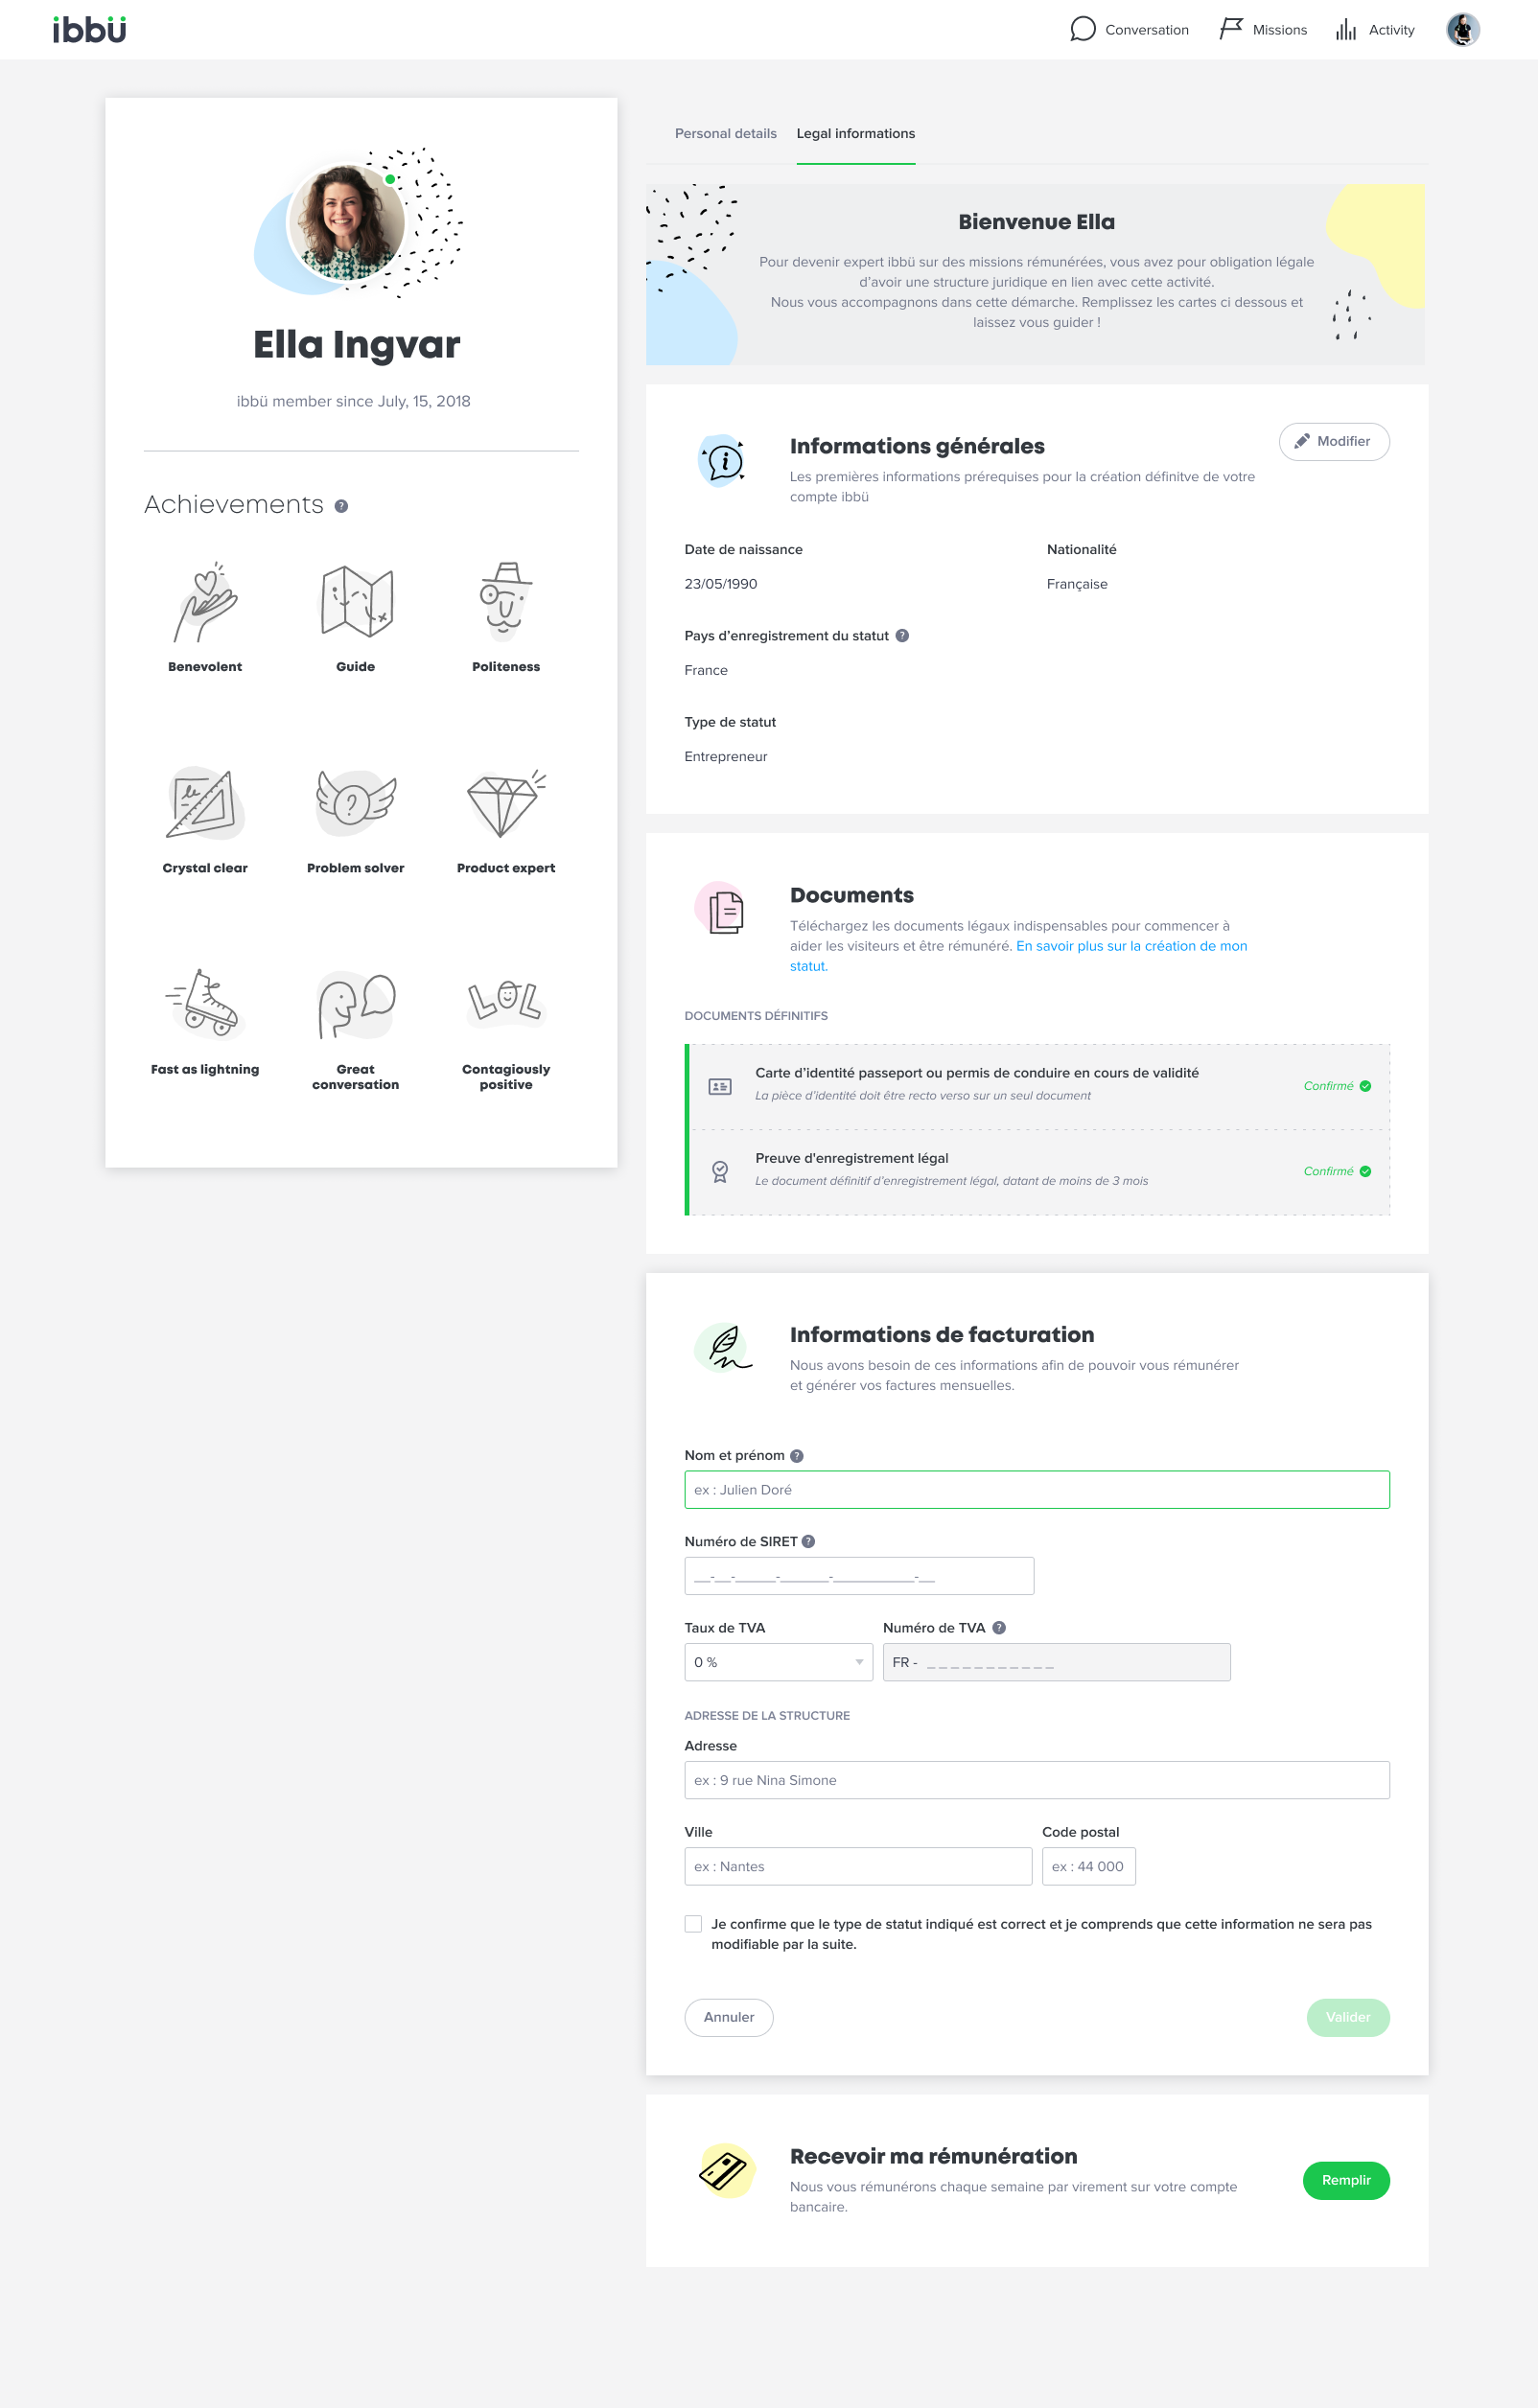 ibbü
Conversation
Missions
Activity
Ella Ingvar
ibbü member since July, 15, 2018
Achievements ?
Benevolent
Guide
Politeness
Crystal clear
Problem solver
Product expert
Fast as lightning
Great
conversation
Contagiously
positive
LOL
Personal details
Legal informations
Bienvenue Ella
Pour devenir expert ibbü sur des missions rémunérées, vous avez pour obligation légale
d’avoir une structure juridique en lien avec cette activité.
Nous vous accompagnons dans cette démarche. Remplissez les cartes ci dessous et
laissez vous guider !
Informations générales
Les premières informations prérequises pour la création définitve de votre
compte ibbü
Modifier
Date de naissance
Nationalité
23/05/1990
Française
Pays d’enregistrement du statut ?
France
Type de statut
Entrepreneur
Documents
Téléchargez les documents légaux indispensables pour commencer à
aider les visiteurs et être rémunéré. En savoir plus sur la création de mon
statut.
DOCUMENTS DÉFINITIFS
Carte d’identité passeport ou permis de conduire en cours de validité
La pièce d’identité doit être recto verso sur un seul document
Confirmé
Preuve d'enregistrement légal
Le document définitif d’enregistrement légal, datant de moins de 3 mois
Confirmé
Informations de facturation
Nous avons besoin de ces informations afin de pouvoir vous rémunérer
et générer vos factures mensuelles.
Nom et prénom ?
ex : Julien Doré
Numéro de SIRET ?
__-__-_____-______-__________-__
Taux de TVA
Numéro de TVA ?
0 %
FR - _ _ _ _ _ _ _ _ _ _ _
ADRESSE DE LA STRUCTURE
Adresse
ex : 9 rue Nina Simone
Ville
Code postal
ex : Nantes
ex : 44 000
Je confirme que le type de statut indiqué est correct et je comprends que cette information ne sera pas
modifiable par la suite.
Annuler
Valider
Recevoir ma rémunération
Nous vous rémunérons chaque semaine par virement sur votre compte
bancaire.
Remplir